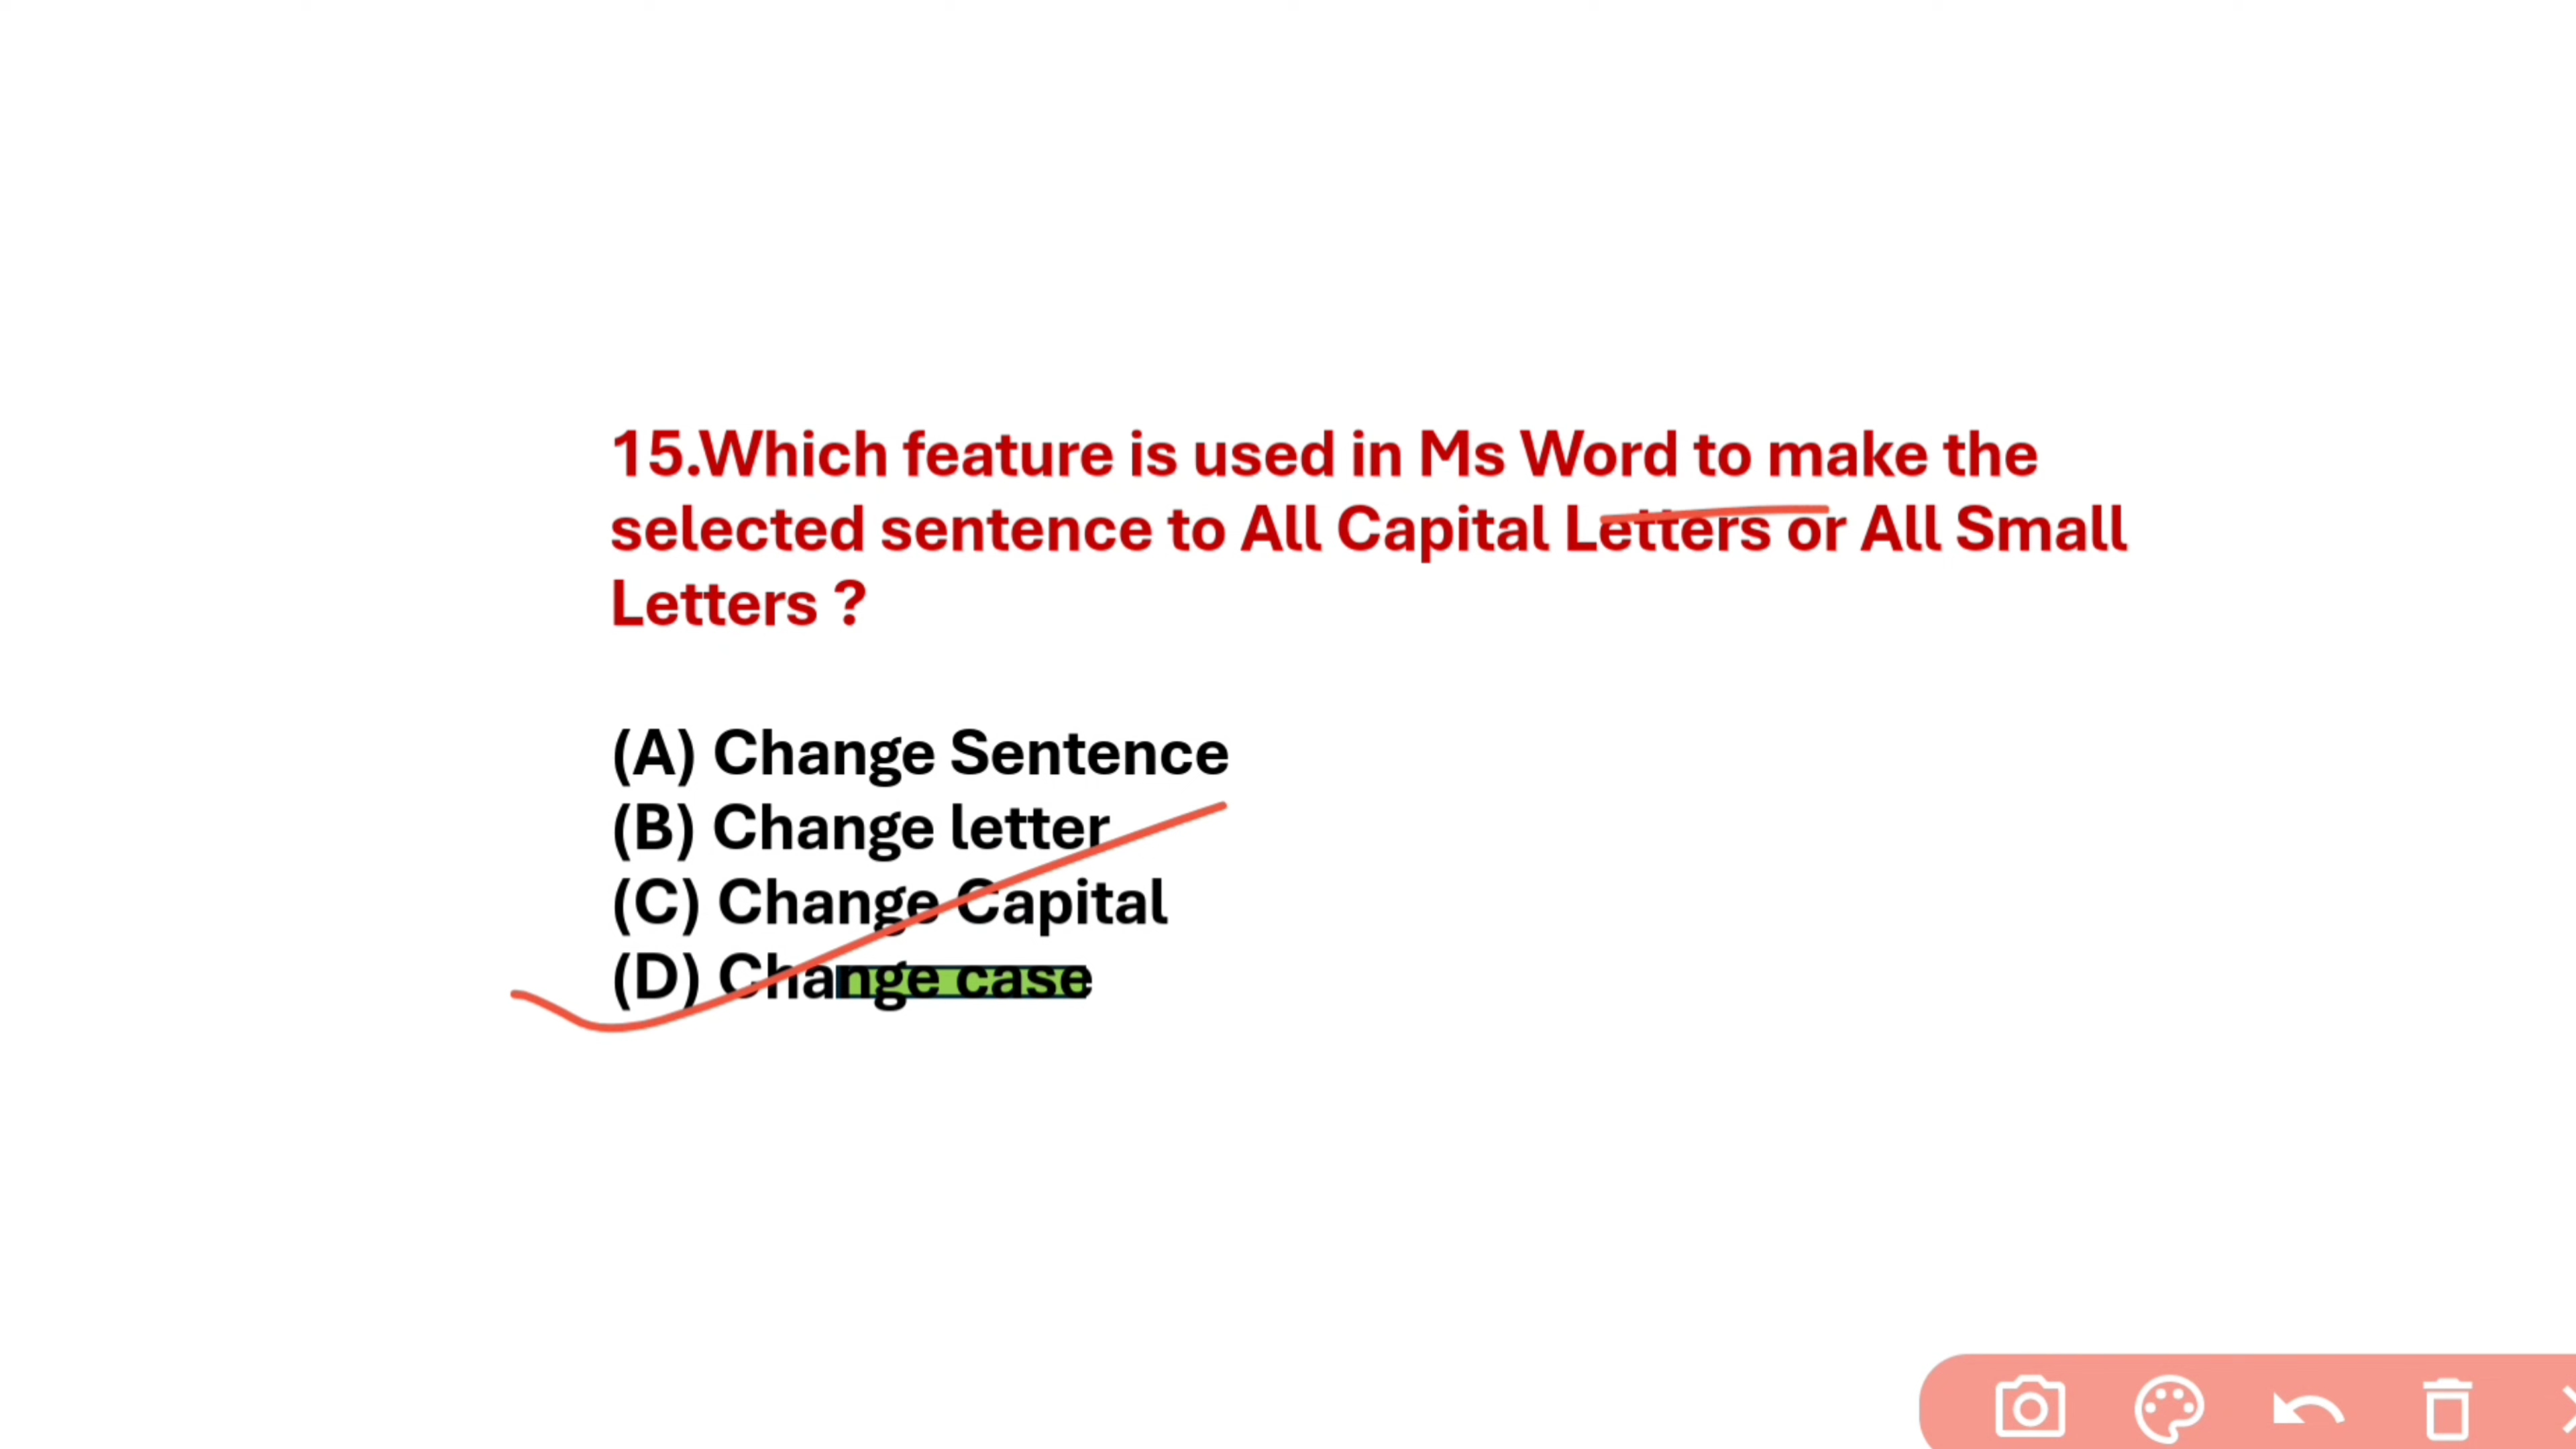 15.Which feature is used in Ms Word to make the
selected sentence to All Capital Letters or All Small
Letters ?
(A) Change Sentence
(B) Change letter
(C) Change Capital
(D) Change case